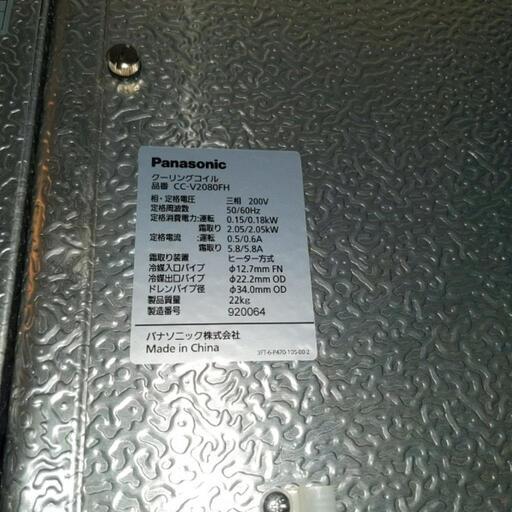 Panasonic
クーリングコイル
品番 CC-V2080FH
相・定格電圧 三相 200V
定格周波数 50/60Hz
定格消費電力:運転 0.15/0.18kW
霜取り 2.05/2.05kW
定格電流 :運転 0.5/0.6A
霜取り 5.8/5.8A
霜取り装置 ヒーター方式
冷媒入口パイプ φ12.7mm FN
冷媒出口パイプ φ22.2mm OD
ドレンパイプ径 φ34.0mm OD
製品質量 22kg
製造番号 920064
パナソニック株式会社
Made in China
3FT-6-P470-105-00-2